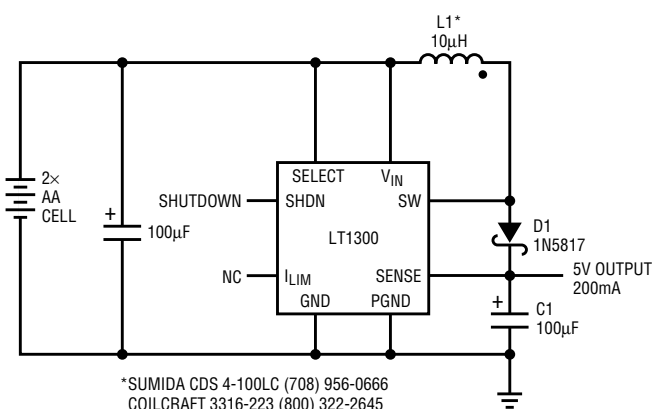 L1*
10µH
2×
AA
CELL
+
100µF
SELECT
V_IN
SHUTDOWN
SHDN
SW
LT1300
NC
I_LIM
SENSE
GND
PGND
D1
1N5817
5V OUTPUT
200mA
+
C1
100µF
*SUMIDA CDS 4-100LC (708) 956-0666
COILCRAFT 3316-223 (800) 322-2645